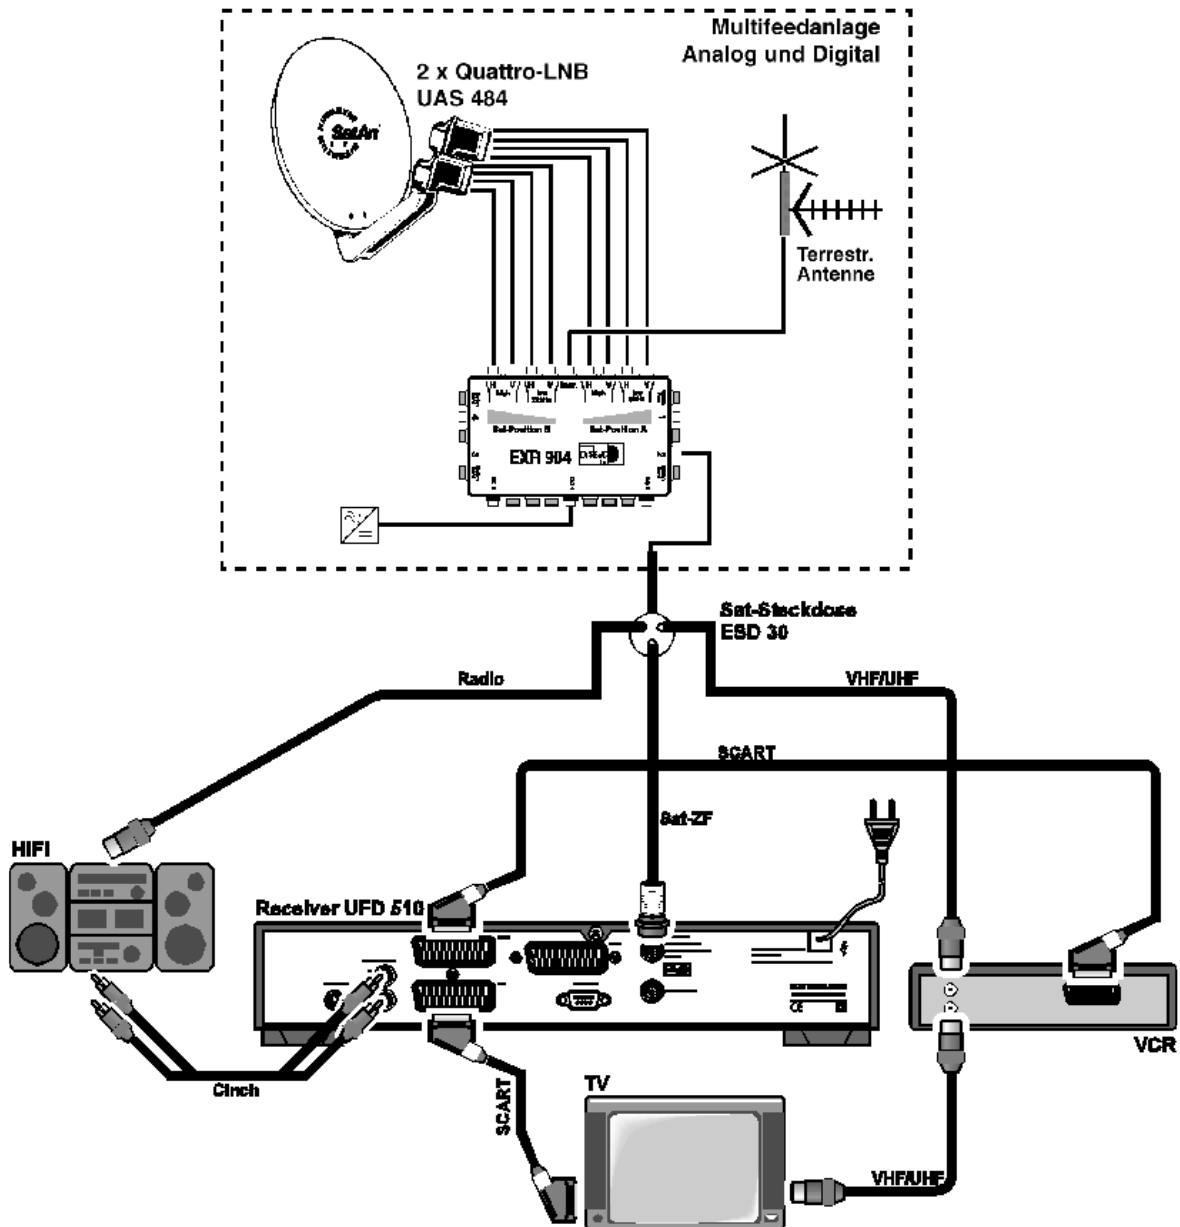 Multifeedanlage
Analog und Digital
2 x Quattro-LNB
UAS 484
Terrestr.
Antenne
Sat-Position B
Sat-Position A
EXR 904
Sat-Steckdose
ESD 30
Radio
VHF/UHF
SCART
Sat-ZF
HIFI
Receiver UFD 510
CE
VCR
Cinch
SCART
TV
VHF/UHF